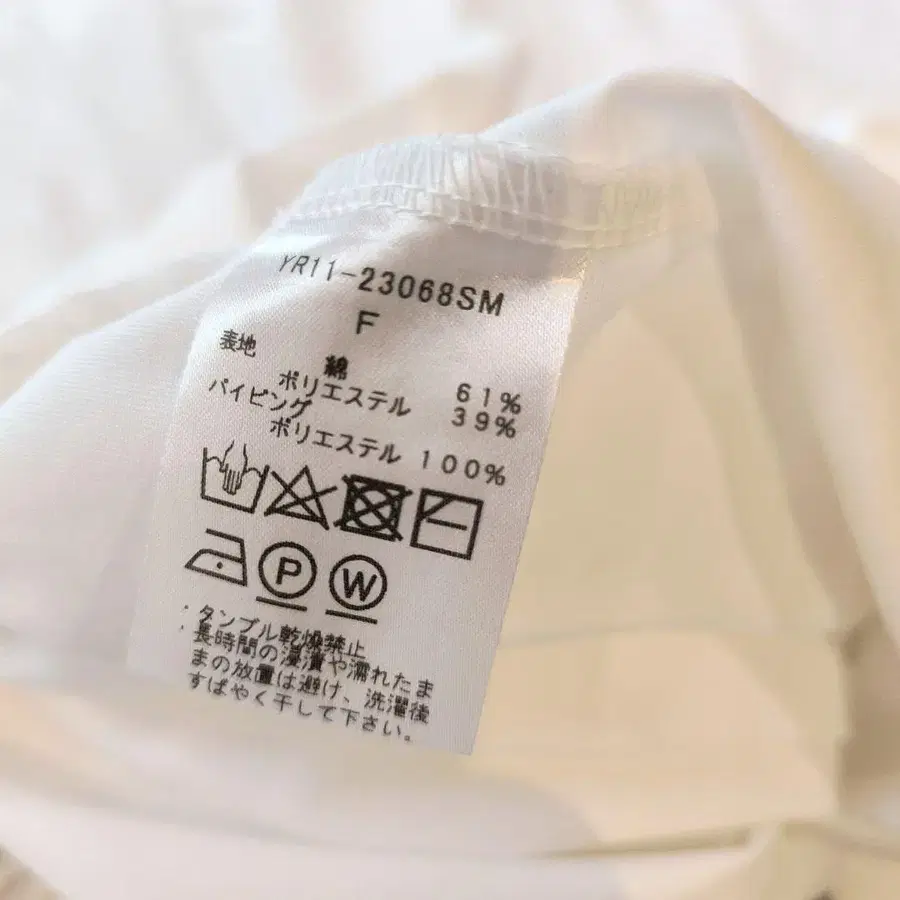 YR11-23068SM
F
表地 綿 61%
ポリエステル 39%
パイピング
ポリエステル 100%
P W
・タンブル乾燥禁止
・長時間の浸漬や濡れたま
まの放置は避け、洗濯後
すばやく干して下さい。